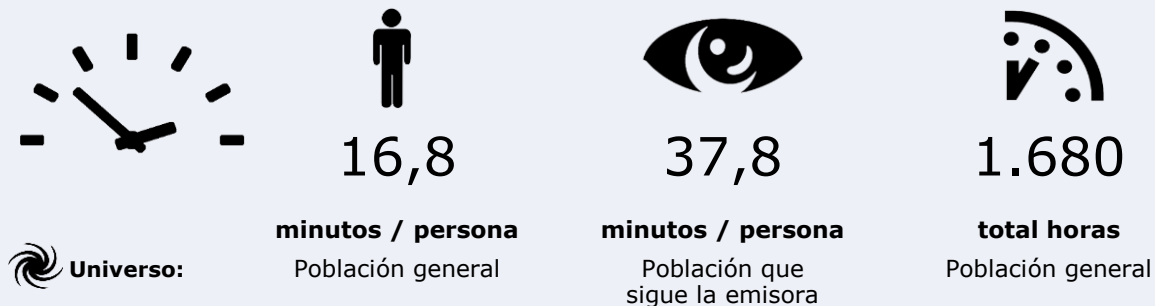 16,8
37,8
1.680
minutos / persona
minutos / persona
total horas
Universo:
Población general
Población que
sigue la emisora
Población general